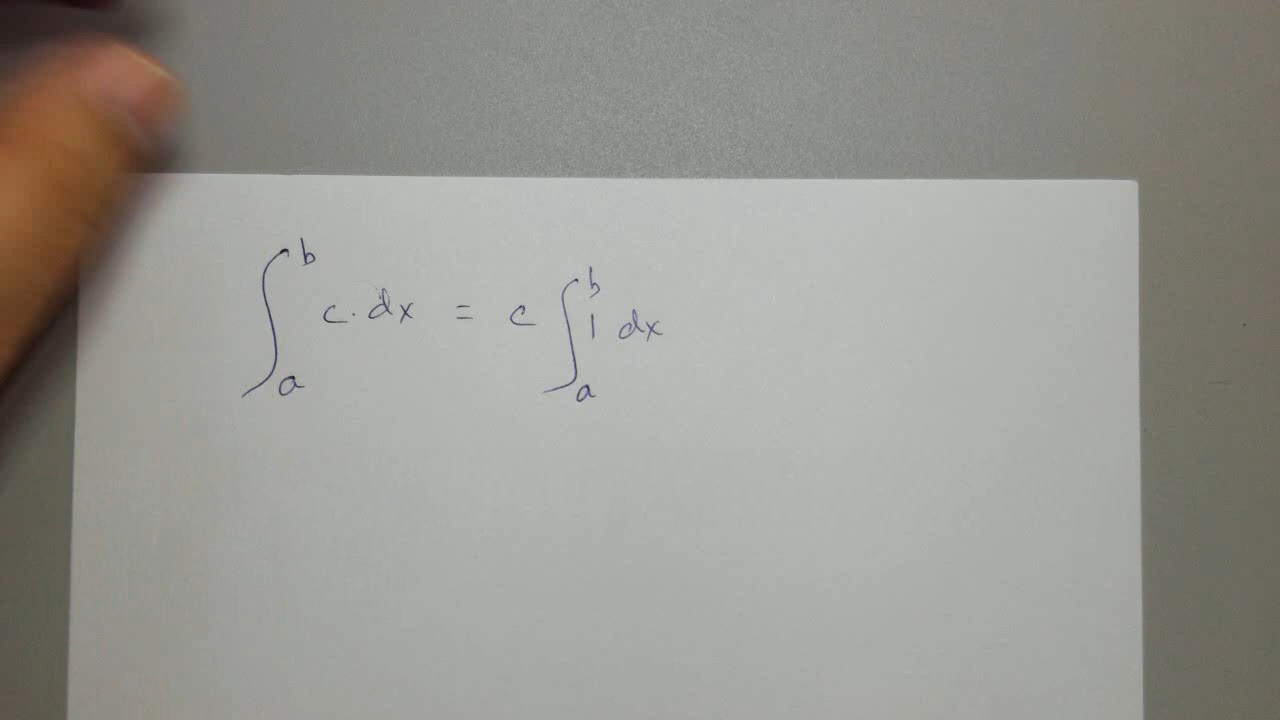 ∫_a^b c · dx = c ∫_a^b 1 dx